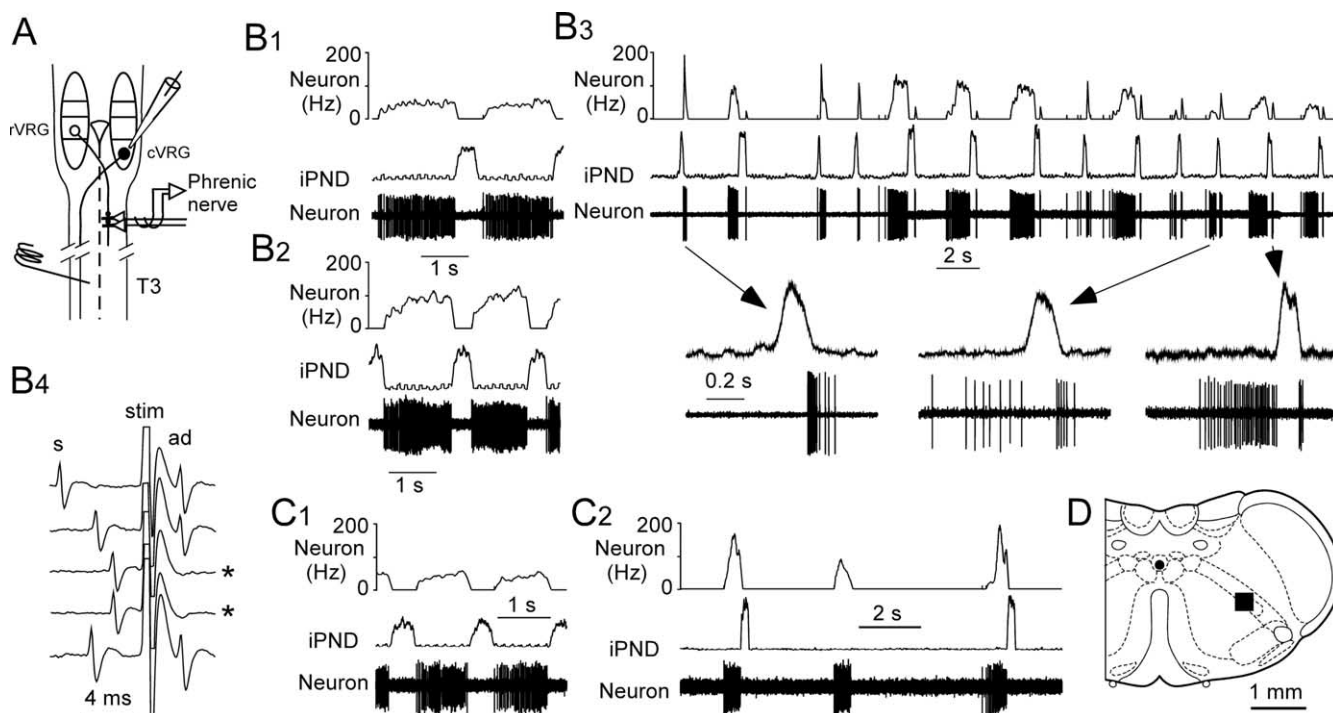 A
rVRG
cVRG
Phrenic
nerve
T3
B1
200
Neuron
(Hz)
0
iPND
Neuron
1 s
B2
200
Neuron
(Hz)
0
iPND
Neuron
1 s
B3
200
Neuron
(Hz)
0
iPND
Neuron
2 s
0.2 s
B4
stim
s
ad
*
*
4 ms
C1
200
Neuron
(Hz)
0
1 s
iPND
Neuron
C2
200
Neuron
(Hz)
0
2 s
iPND
Neuron
D
1 mm